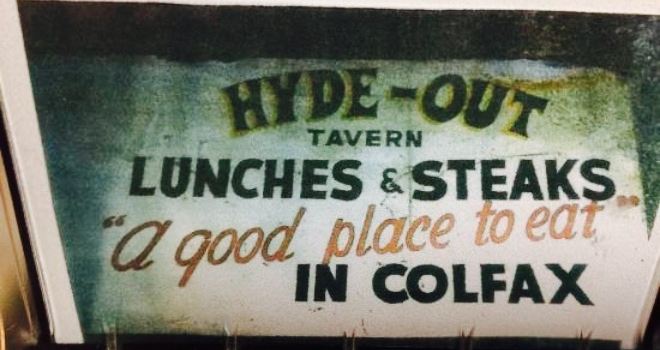 HYDE-OUT
TAVERN
LUNCHES & STEAKS
"a good place to eat"
IN COLFAX